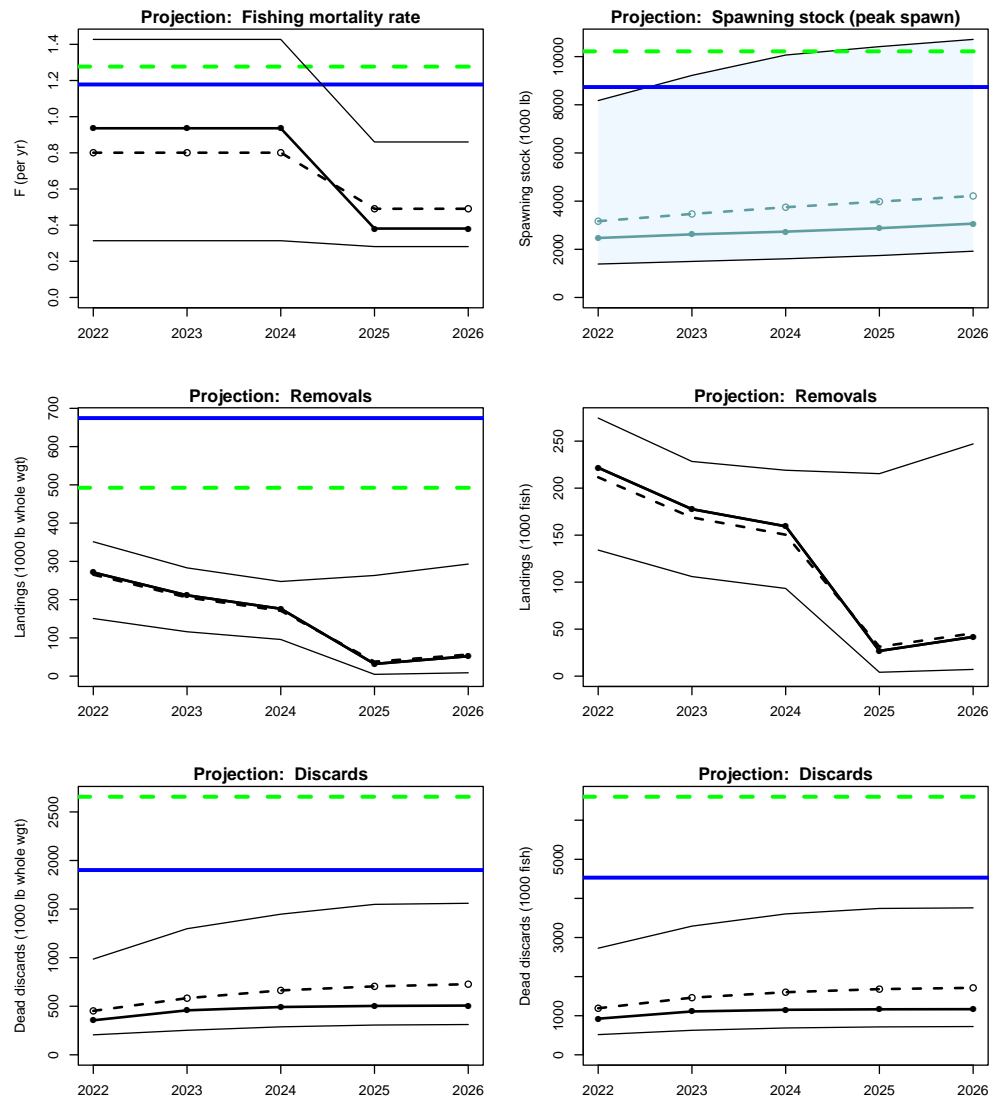 Projection: Fishing mortality rate
F (per yr)
0.0 0.2 0.4 0.6 0.8 1.0 1.2 1.4
2022 2023 2024 2025 2026
Projection: Spawning stock (peak spawn)
Spawning stock (1000 lb)
0 2000 4000 6000 8000 10000
2022 2023 2024 2025 2026
Projection: Removals
Landings (1000 lb whole wgt)
0 100 200 300 400 500 600 700
2022 2023 2024 2025 2026
Projection: Removals
Landings (1000 fish)
0 50 100 150 200 250
2022 2023 2024 2025 2026
Projection: Discards
Dead discards (1000 lb whole wgt)
0 500 1000 1500 2000 2500
2022 2023 2024 2025 2026
Projection: Discards
Dead discards (1000 fish)
0 1000 3000 5000
2022 2023 2024 2025 2026